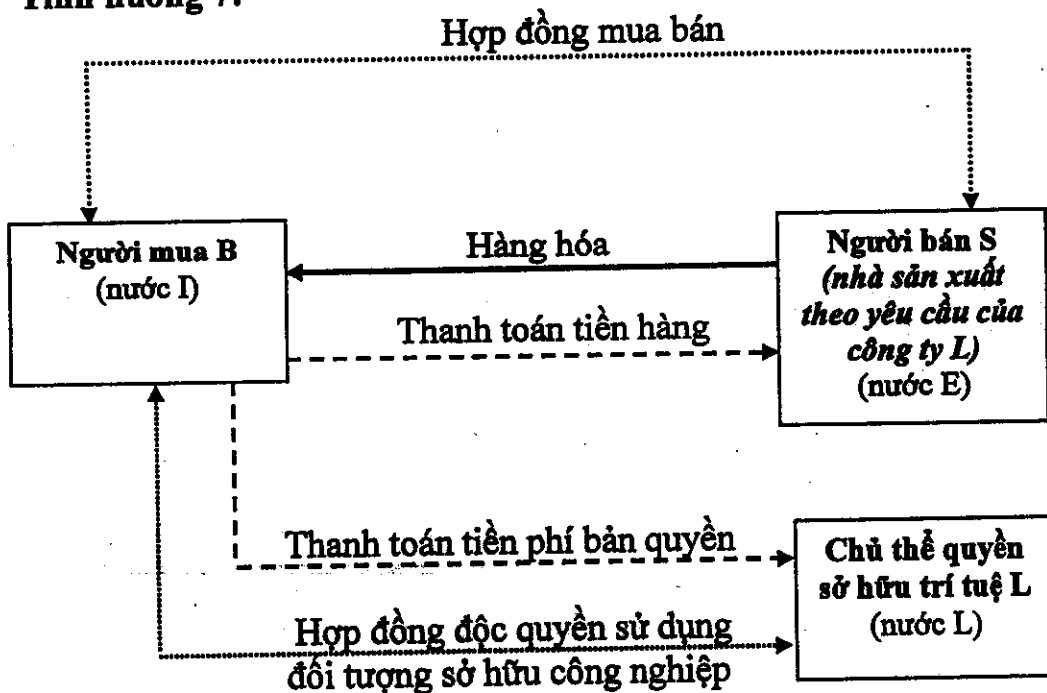 Hợp đồng mua bán
Người mua B
(nước I)
Hàng hóa
Thanh toán tiền hàng
Người bán S
(nhà sản xuất
theo yêu cầu của
công ty L)
(nước E)
Thanh toán tiền phí bản quyền
Hợp đồng độc quyền sử dụng
đối tượng sở hữu công nghiệp
Chủ thể quyền
sở hữu trí tuệ L
(nước L)